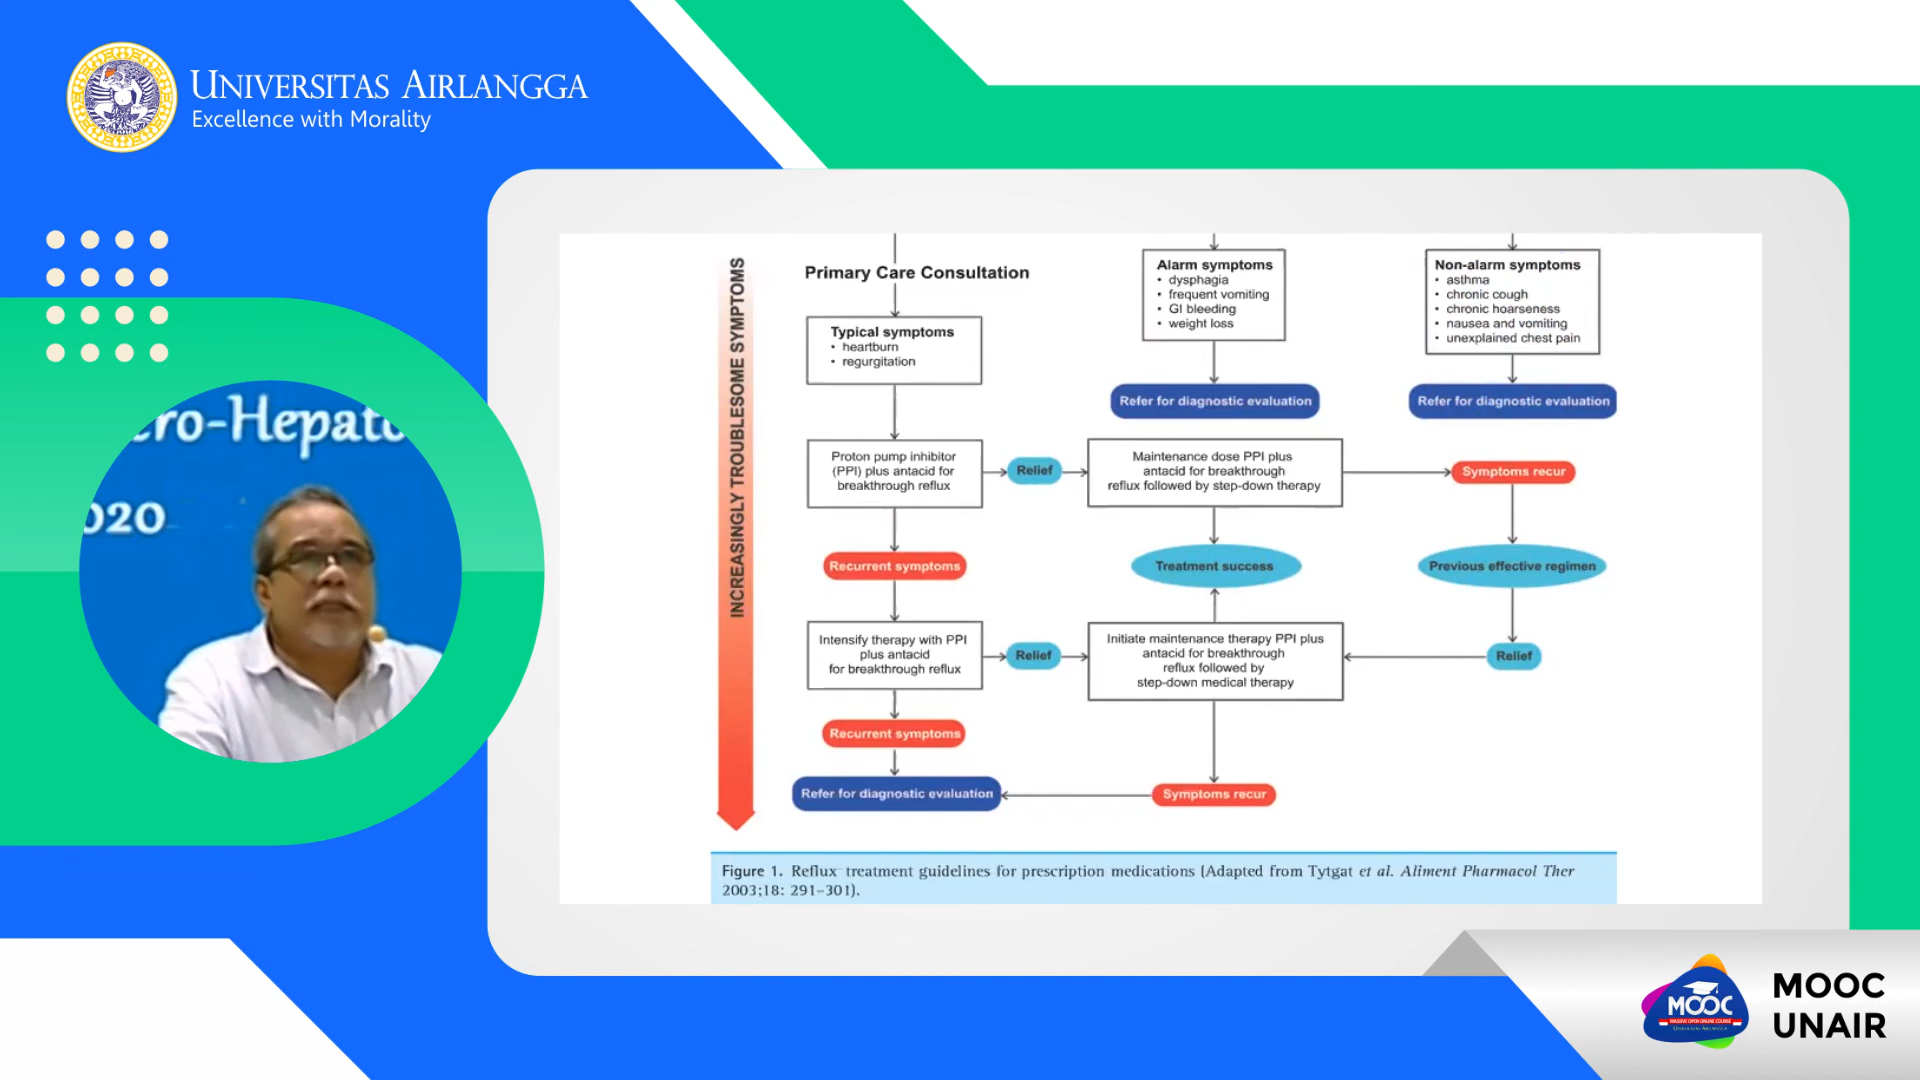 UNIVERSITAS AIRLANGGA
Excellence with Morality
ro-Hepat
020
INCREASINGLY TROUBLESOME SYMPTOMS
Primary Care Consultation
Typical symptoms
• heartburn
• regurgitation
Alarm symptoms
• dysphagia
• frequent vomiting
• GI bleeding
• weight loss
Non-alarm symptoms
• asthma
• chronic cough
• chronic hoarseness
• nausea and vomiting
• unexplained chest pain
Refer for diagnostic evaluation
Refer for diagnostic evaluation
Proton pump inhibitor
(PPI) plus antacid for
breakthrough reflux
Relief
Maintenance dose PPI plus
antacid for breakthrough
reflux followed by step-down therapy
Symptoms recur
Recurrent symptoms
Treatment success
Previous effective regimen
Intensify therapy with PPI
plus antacid
for breakthrough reflux
Relief
Initiate maintenance therapy PPI plus
antacid for breakthrough
reflux followed by
step-down medical therapy
Relief
Recurrent symptoms
Refer for diagnostic evaluation
Symptoms recur
Figure 1. Reflux treatment guidelines for prescription medications (Adapted from Tytgat et al. Aliment Pharmacol Ther
2003;18: 291–301).
MOOC
MASSIVE OPEN ONLINE COURSE
UNIVERSITAS AIRLANGGA
MOOC
UNAIR